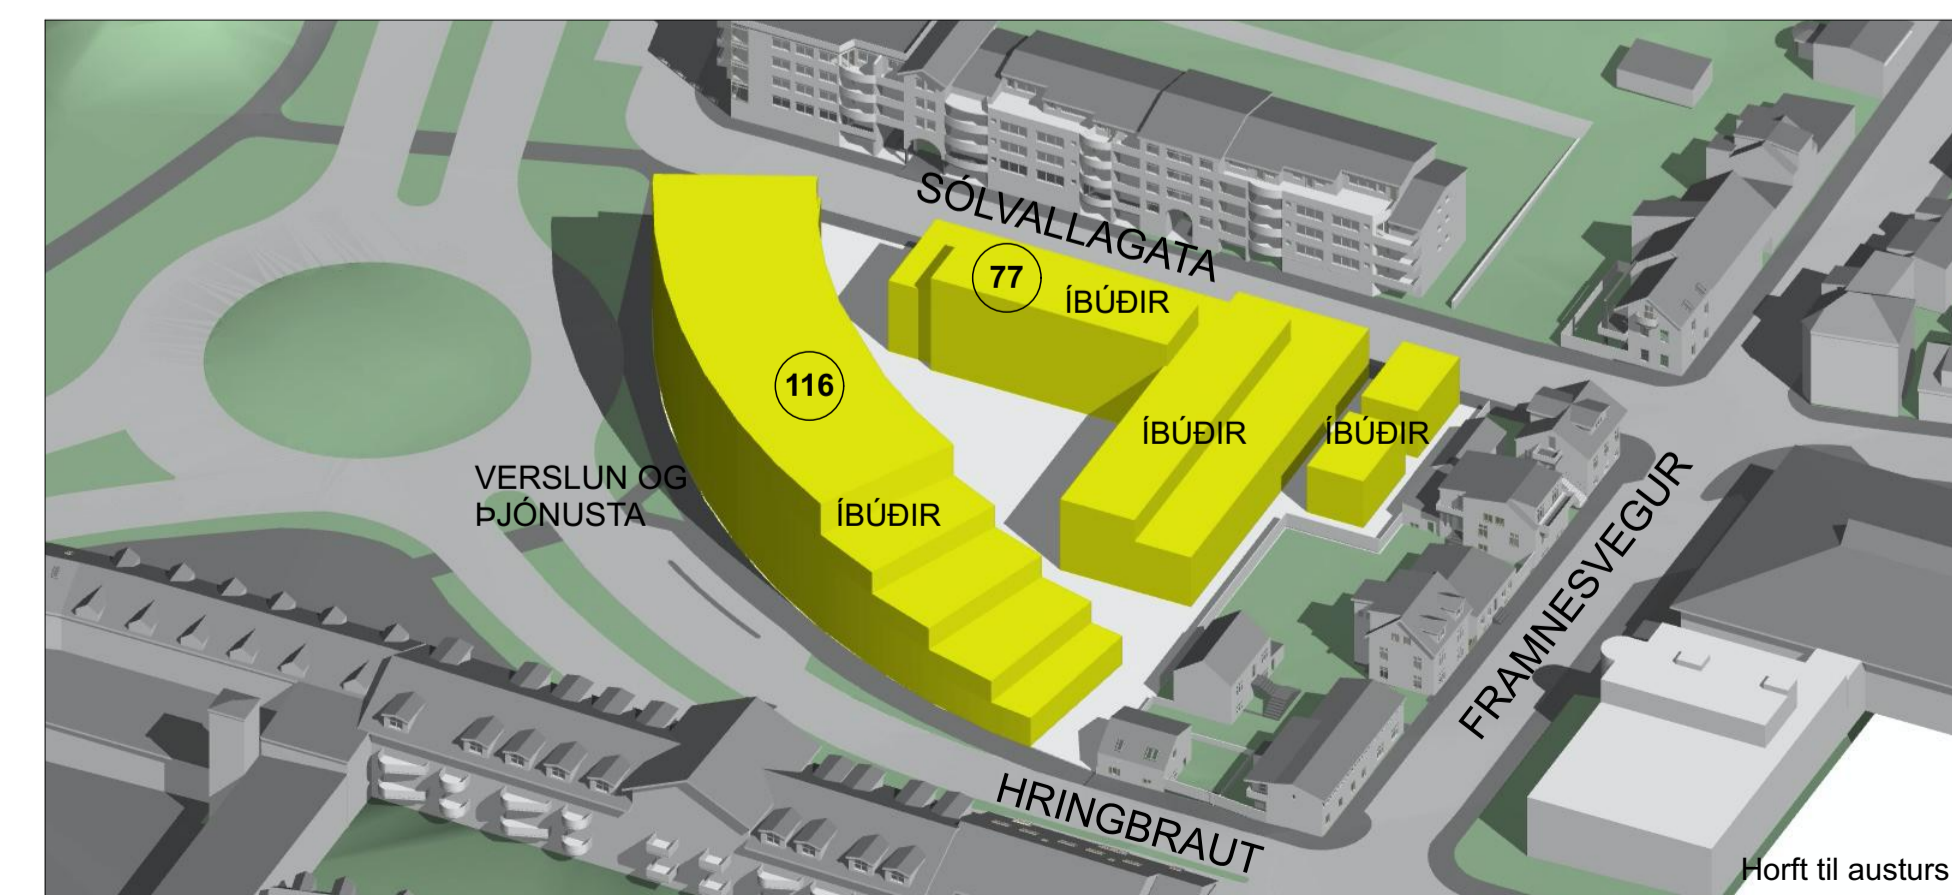 SÓLVALLAGATA
77
ÍBÚÐIR
116
ÍBÚÐIR
ÍBÚÐIR
VERSLUN OG
ÞJÓNUSTA
ÍBÚÐIR
FRAMNESVEGUR
HRINGBRAUT
Horft til austurs